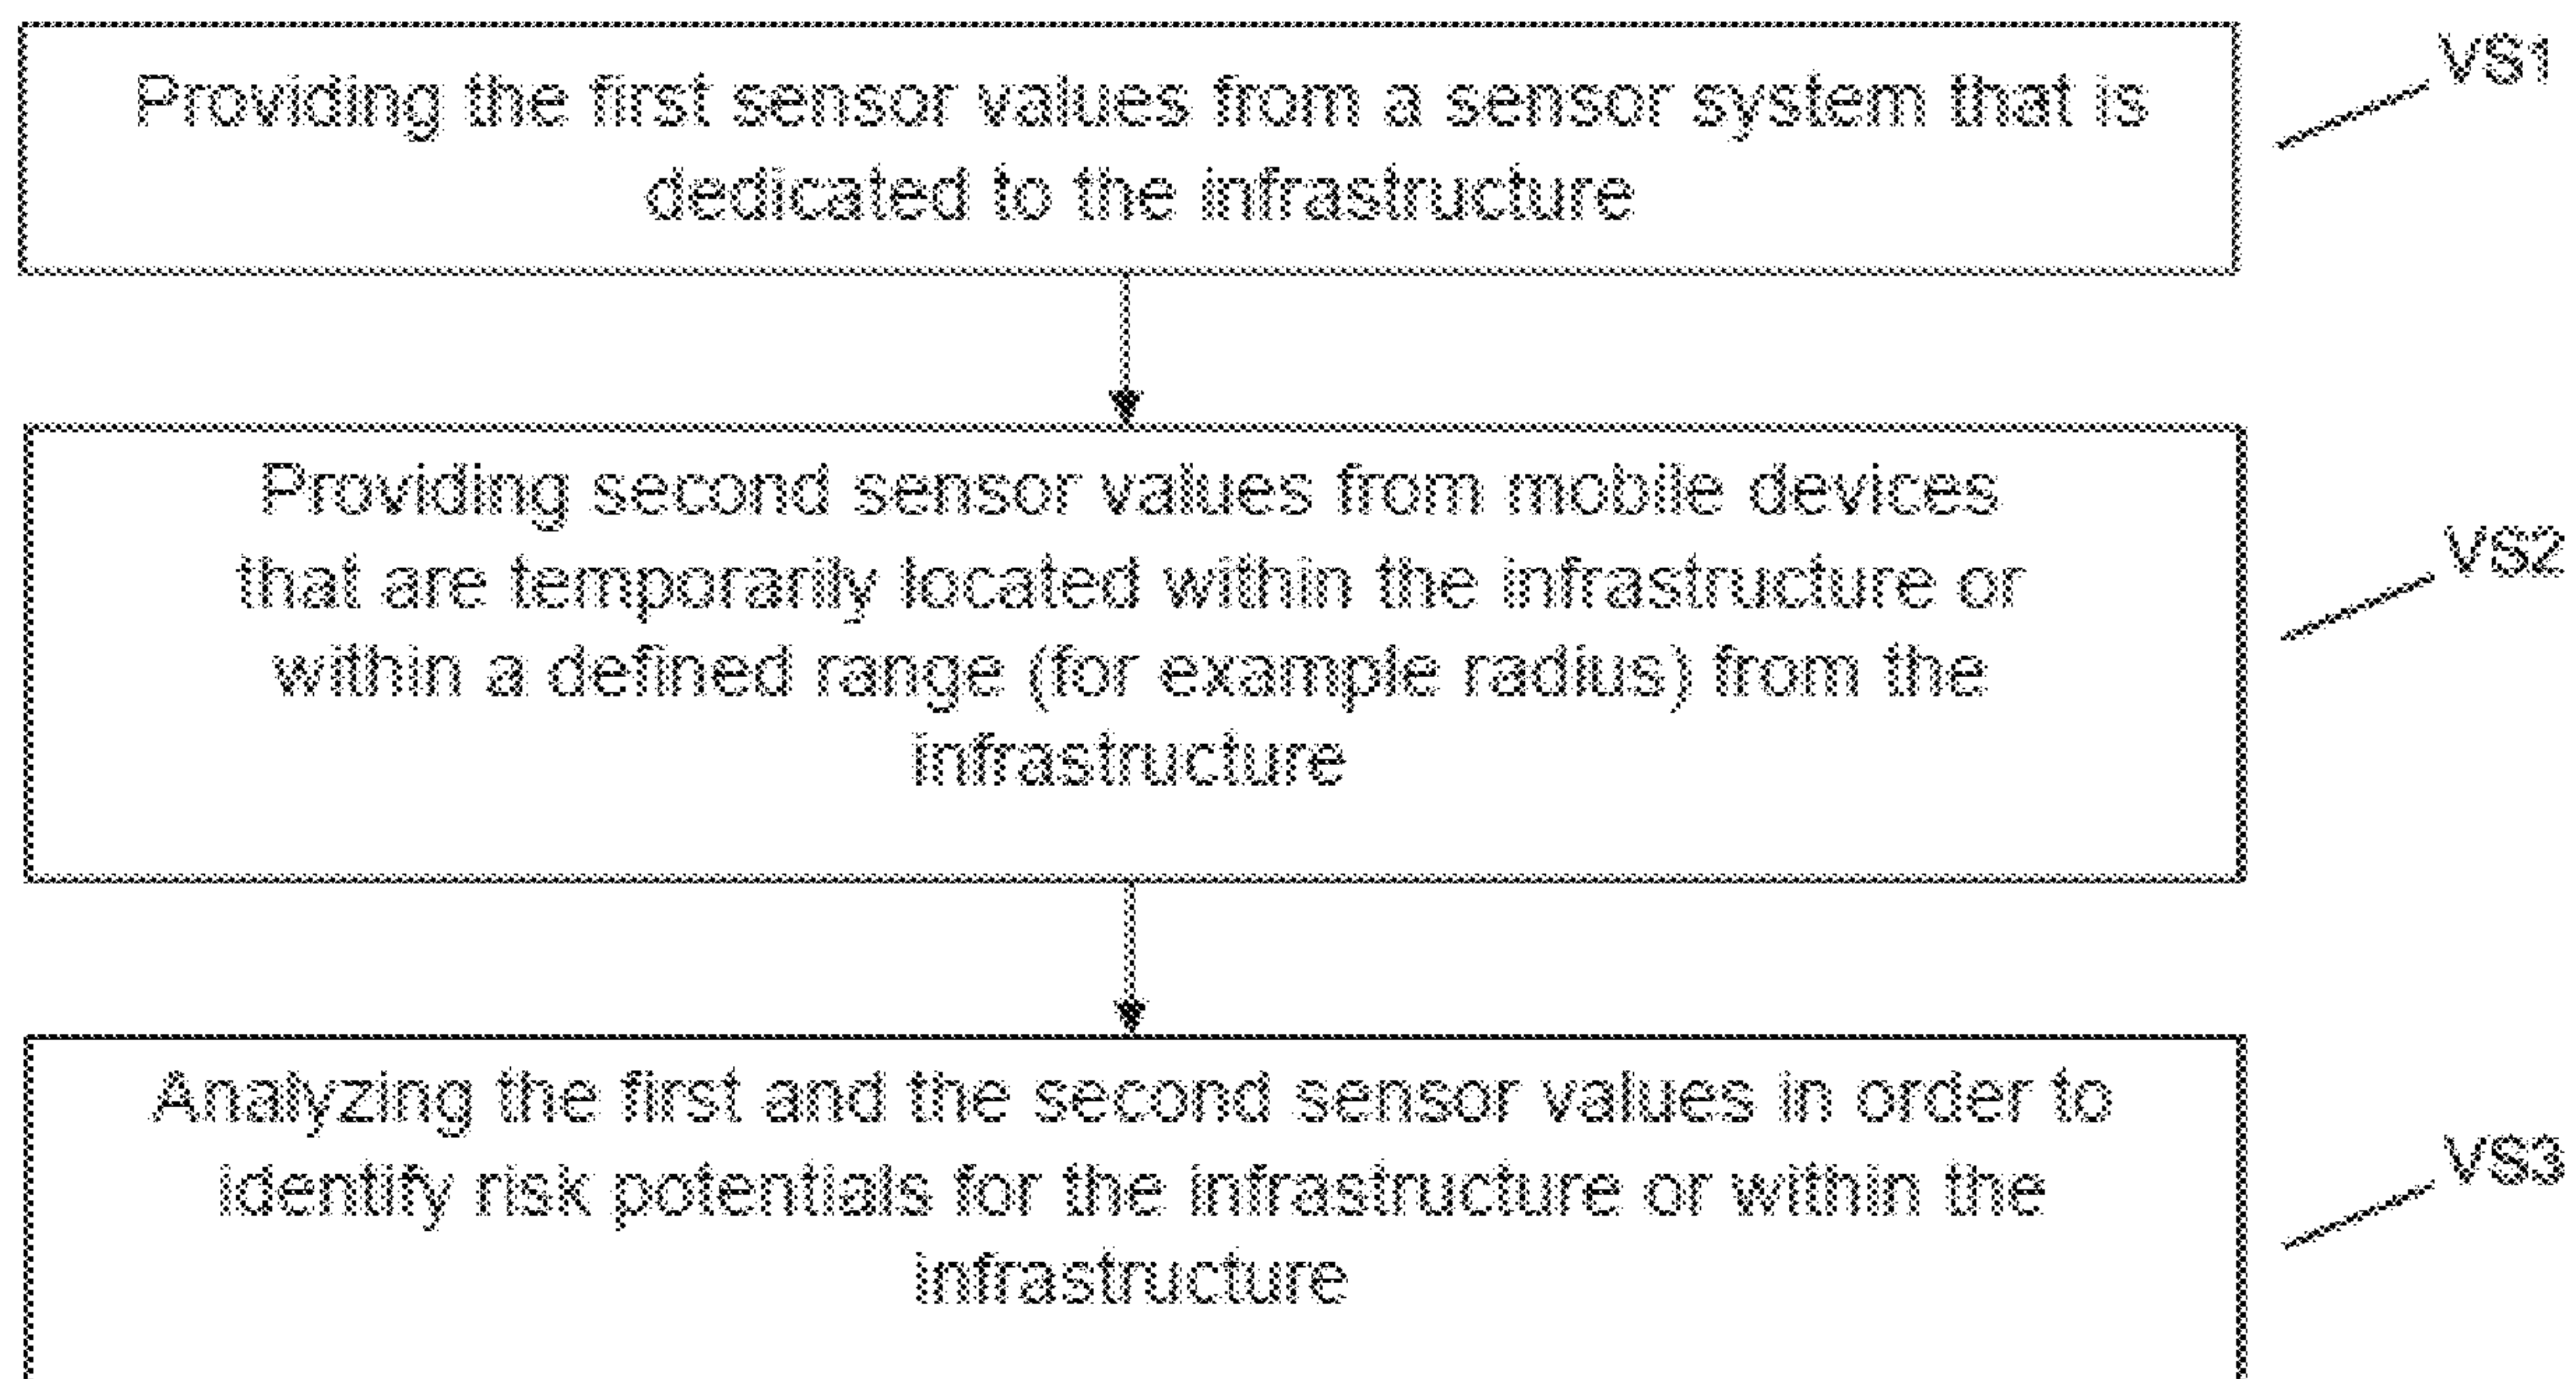 Providing the first sensor values from a sensor system that is
dedicated to the infrastructure
VS1
Providing second sensor values from mobile devices
that are temporarily located within the infrastructure or
within a defined range (for example radius) from the
infrastructure
VS2
Analyzing the first and the second sensor values in order to
identify risk potentials for the infrastructure or within the
infrastructure
VS3